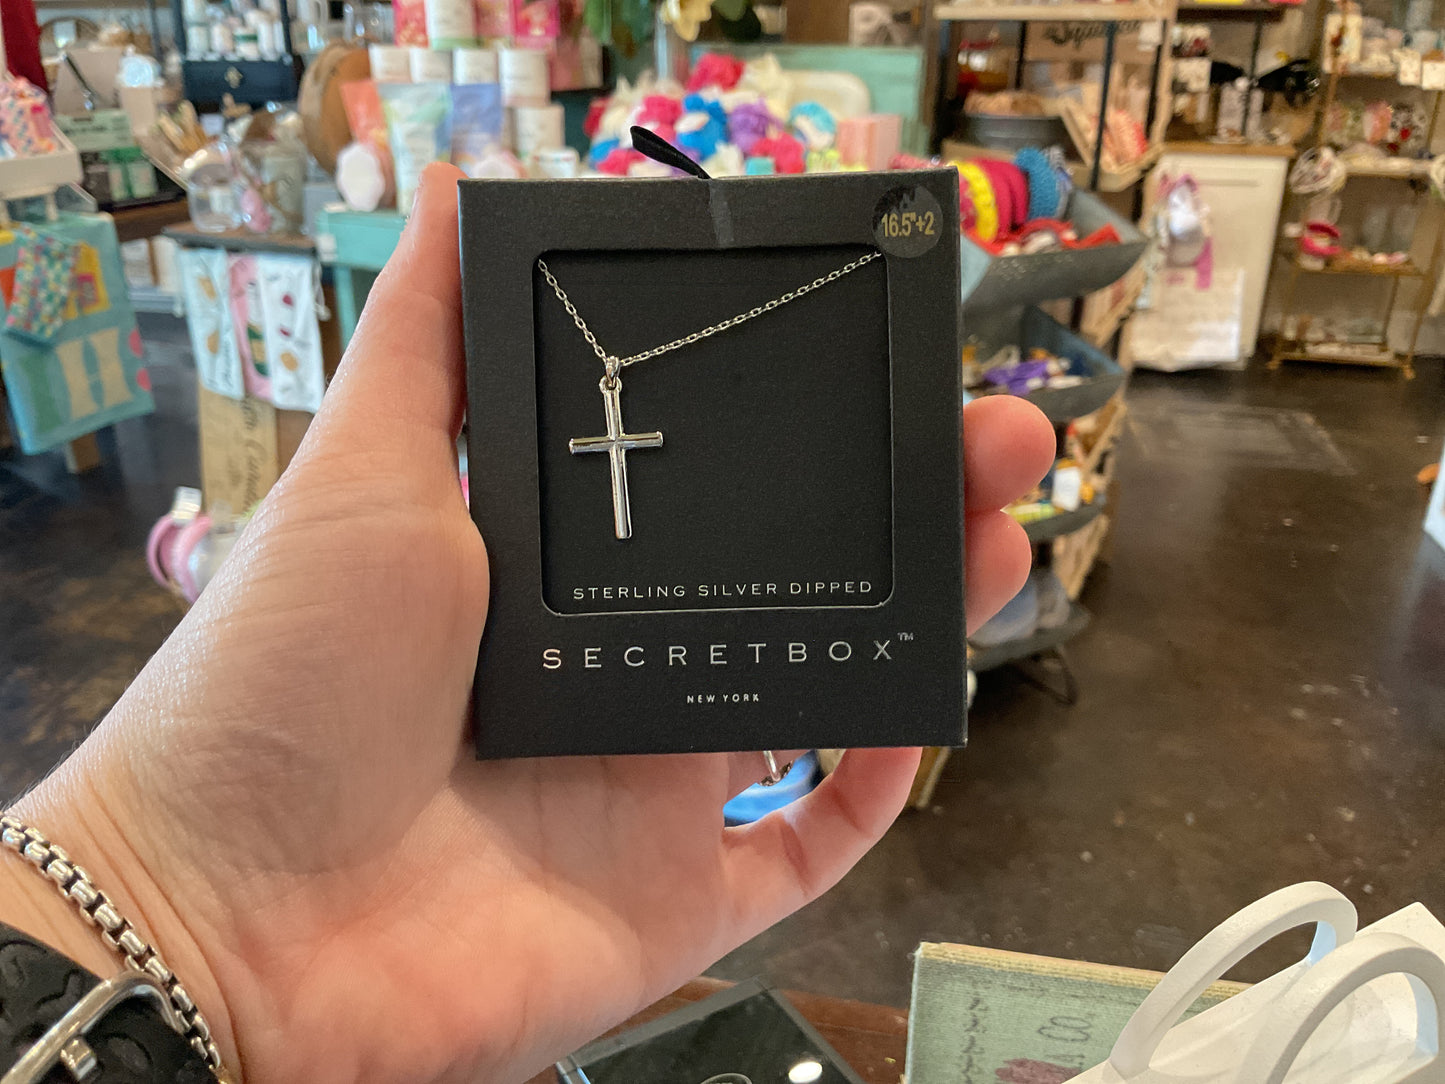 16.5"+2
STERLING SILVER DIPPED
SECRETBOX™
NEW YORK